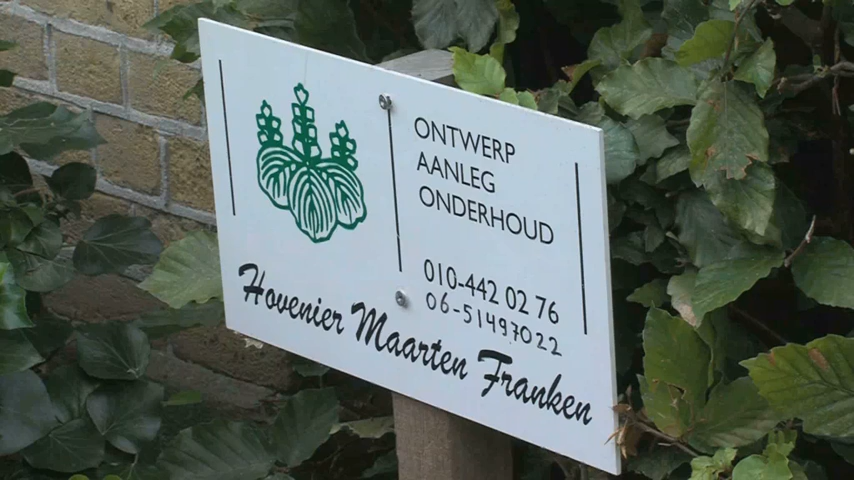 ONTWERP
AANLEG
ONDERHOUD
010-442 02 76
06-51497022
Hovenier Maarten Franken